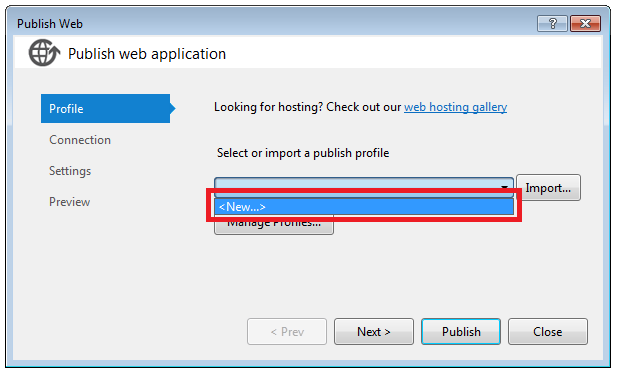 Publish Web
?
Publish web application
Profile
Looking for hosting? Check out our web hosting gallery
Connection
Select or import a publish profile
Settings
Import...
Preview
<New...>
Manage Profiles...
< Prev
Next >
Publish
Close